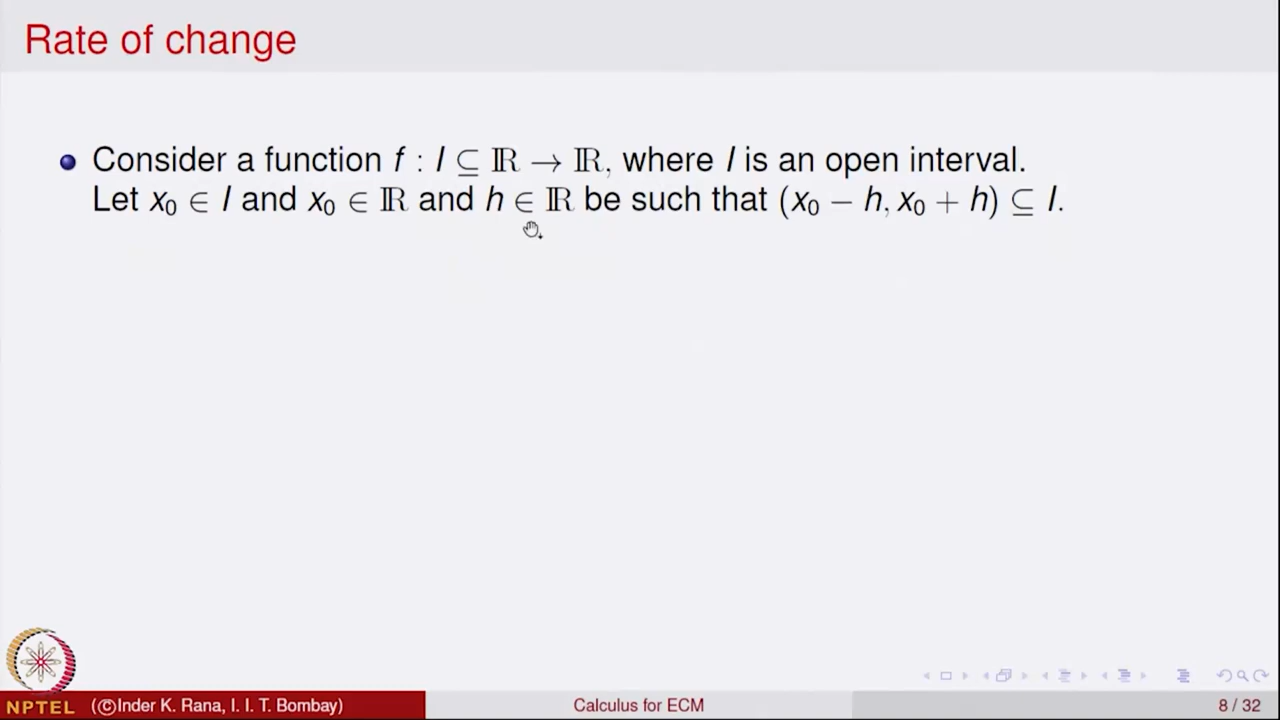 Rate of change
Consider a function f : I ⊆ ℝ → ℝ, where I is an open interval.
Let x₀ ∈ I and x₀ ∈ ℝ and h ∈ ℝ be such that (x₀ − h, x₀ + h) ⊆ I.
NPTEL (©Inder K. Rana, I. I. T. Bombay) Calculus for ECM 8 / 32